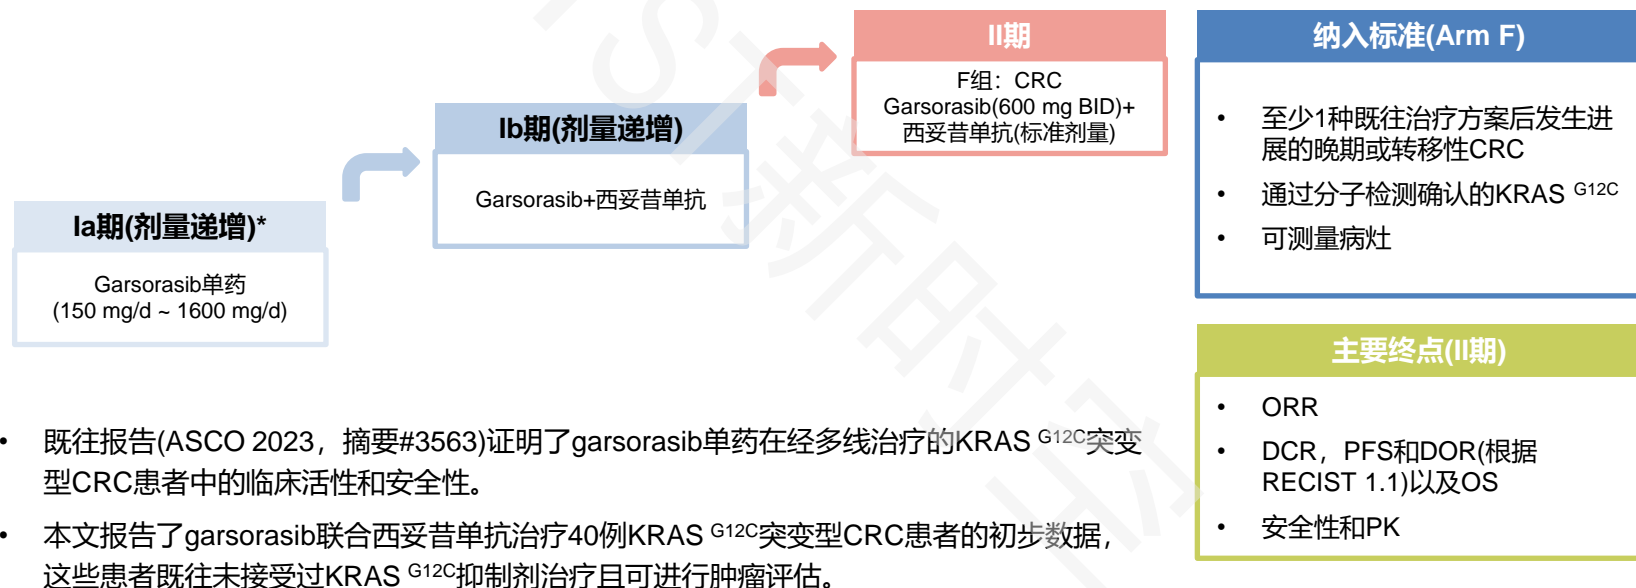 Ia期(剂量递增)*
Garsorasib单药
(150 mg/d ~ 1600 mg/d)
Ib期(剂量递增)
Garsorasib+西妥昔单抗
II期
F组：CRC
Garsorasib(600 mg BID)+
西妥昔单抗(标准剂量)
纳入标准(Arm F)
• 至少1种既往治疗方案后发生进
展的晚期或转移性CRC
• 通过分子检测确认的KRAS G12C
• 可测量病灶
主要终点(II期)
• ORR
• DCR，PFS和DOR(根据
RECIST 1.1)以及OS
• 安全性和PK
• 既往报告(ASCO 2023，摘要#3563)证明了garsorasib单药在经多线治疗的KRAS G12C突变
型CRC患者中的临床活性和安全性。
• 本文报告了garsorasib联合西妥昔单抗治疗40例KRAS G12C突变型CRC患者的初步数据，
这些患者既往未接受过KRAS G12C抑制剂治疗且可进行肿瘤评估。